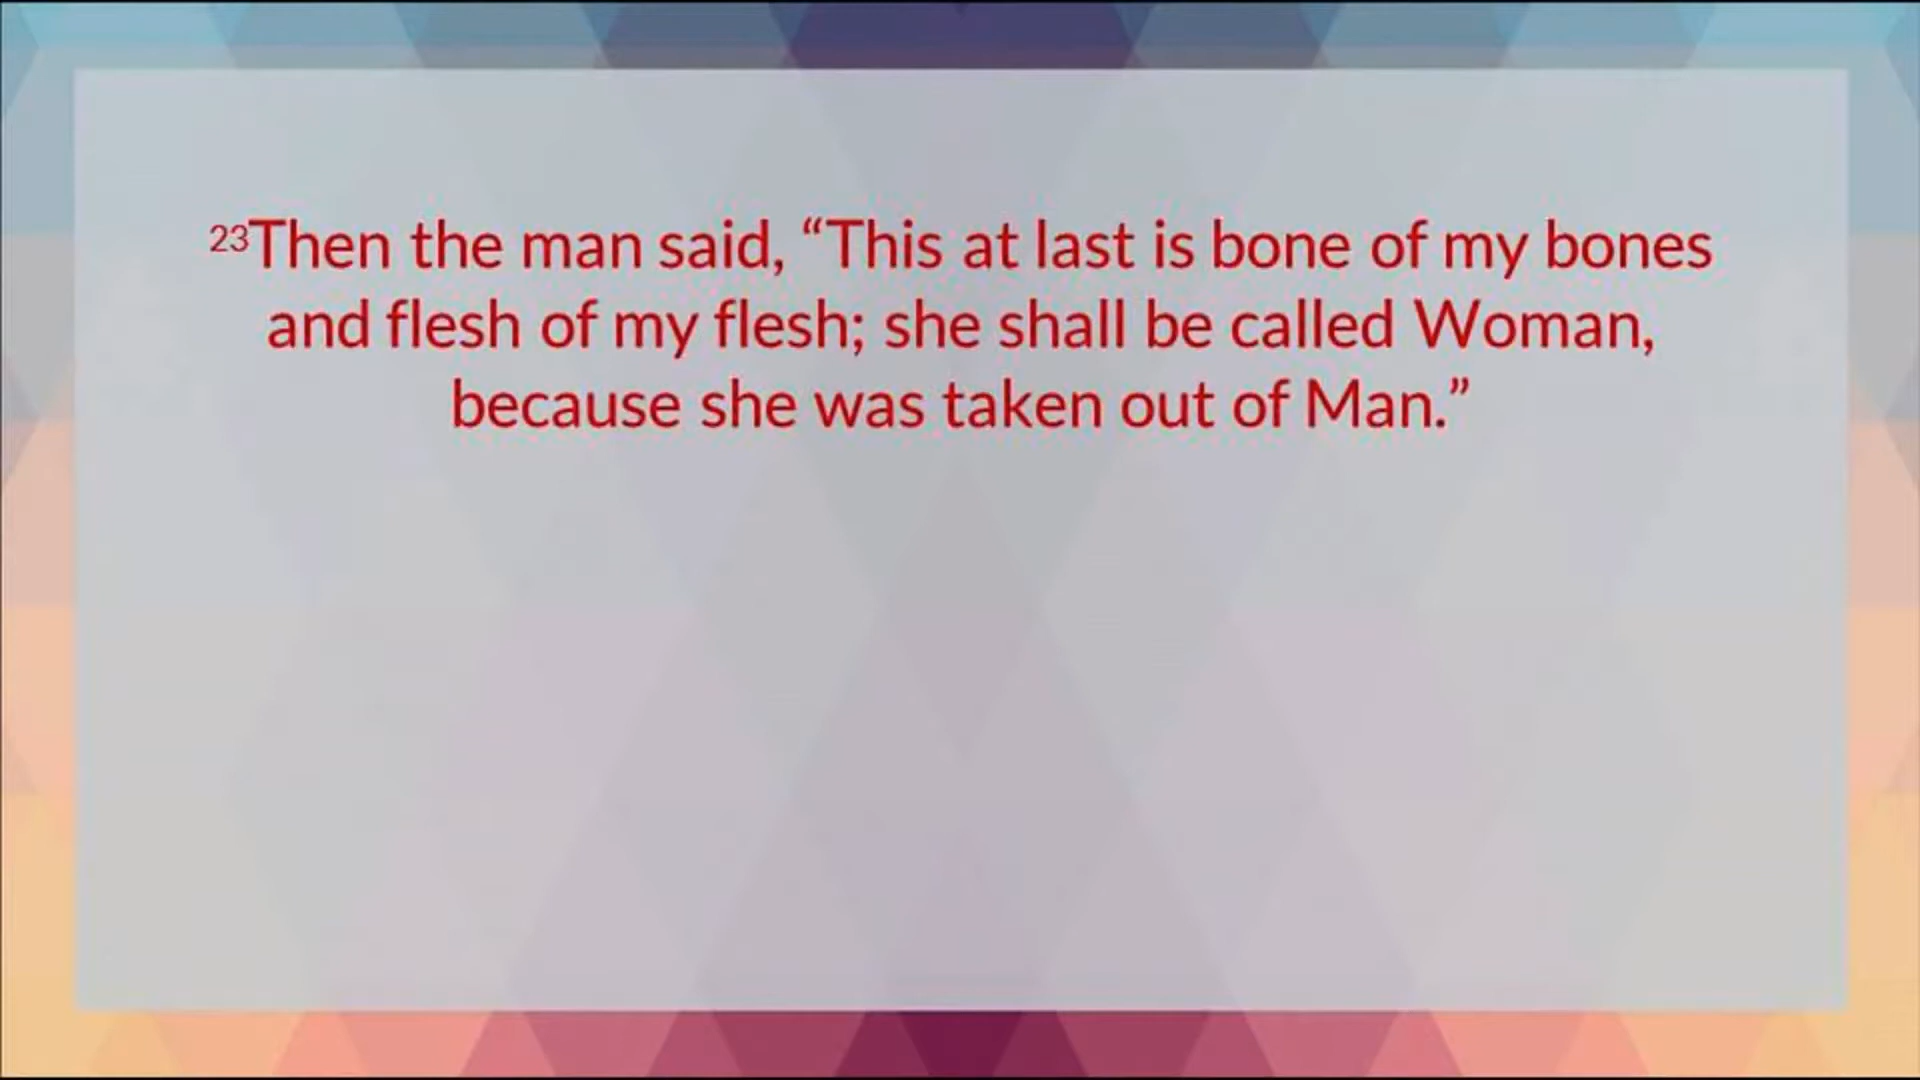 23Then the man said, “This at last is bone of my bones
and flesh of my flesh; she shall be called Woman,
because she was taken out of Man.”